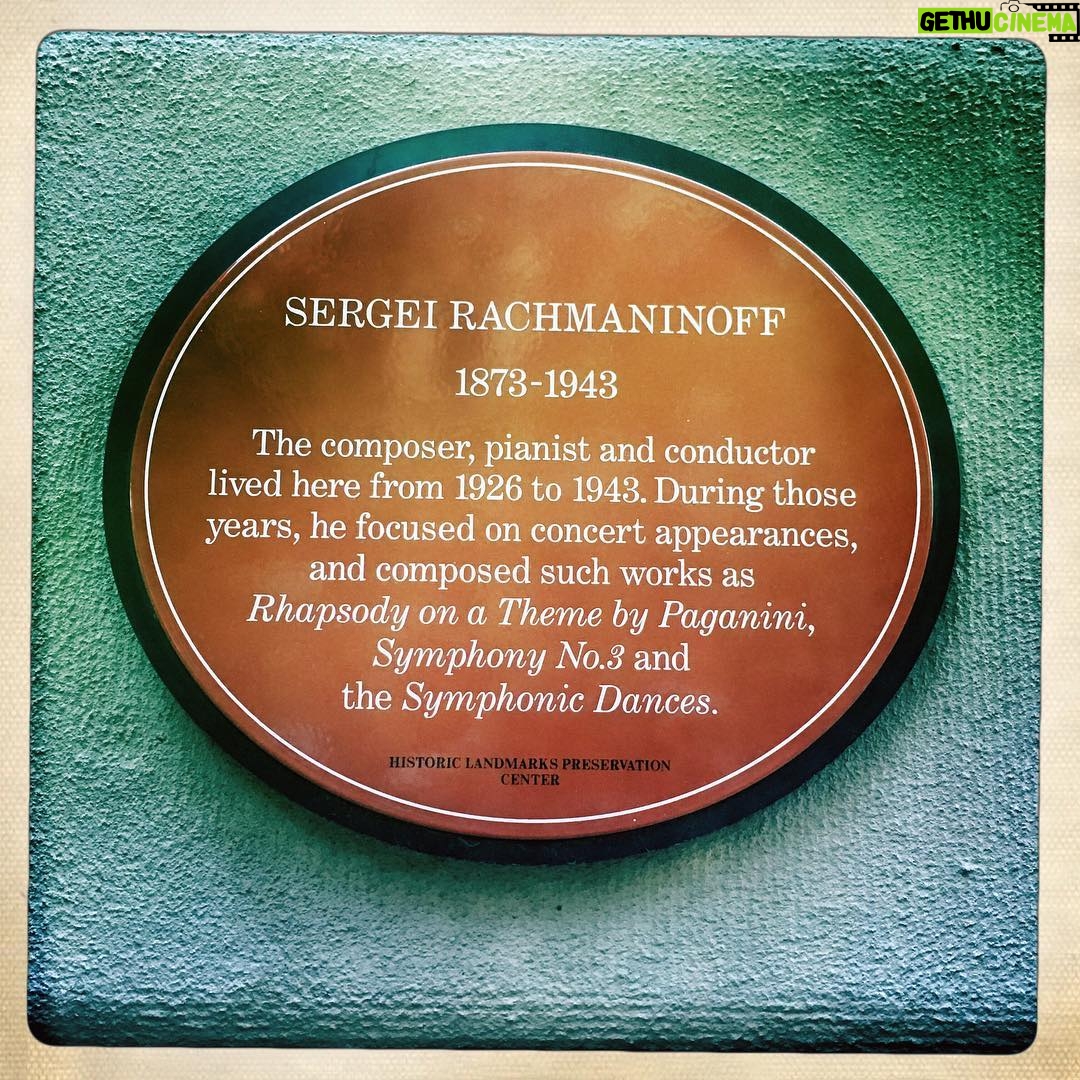 GETHUCINEMA
SERGEI RACHMANINOFF
1873-1943
The composer, pianist and conductor
lived here from 1926 to 1943. During those
years, he focused on concert appearances,
and composed such works as
Rhapsody on a Theme by Paganini,
Symphony No.3 and
the Symphonic Dances.
HISTORIC LANDMARKS PRESERVATION
CENTER